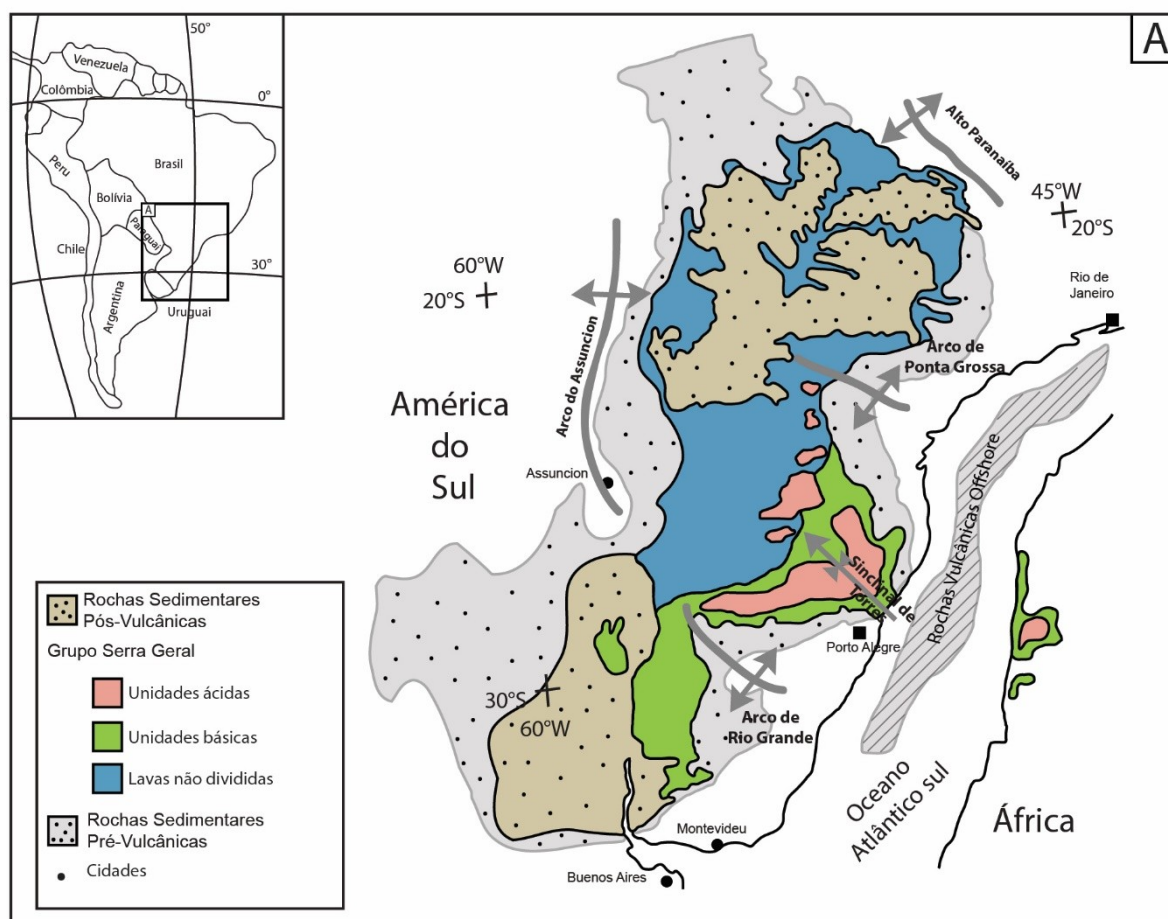 50°
Venezuela
Colômbia
0°
Peru
Brasil
Bolívia
A
Paraguai
Chile
30°
Argentina
Uruguai
A
Alto Paranaíba
45°W
20°S
60°W
20°S
Rio de
Janeiro
Arco do Assuncion
Arco de
Ponta Grossa
América
do
Sul
Assuncion
Rochas Vulcânicas Offshore
Sinclinal de
Torres
Porto Alegre
30°S
60°W
Arco de
Rio Grande
Oceano
Atlântico sul
África
Montevideu
Buenos Aires
Rochas Sedimentares
Pós-Vulcânicas
Grupo Serra Geral
Unidades ácidas
Unidades básicas
Lavas não divididas
Rochas Sedimentares
Pré-Vulcânicas
Cidades